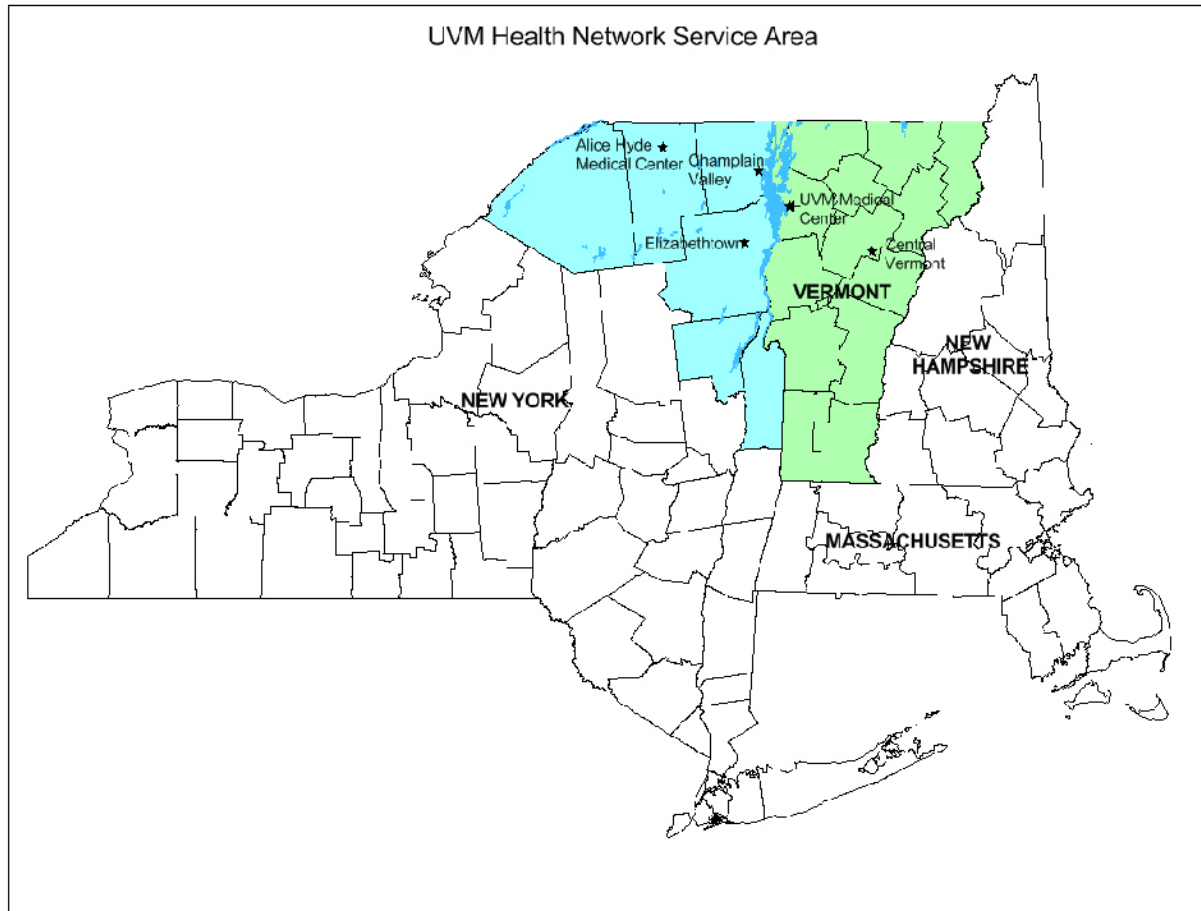 UVM Health Network Service Area
Alice Hyde
Medical Center
Champlain
Valley
UVM Medical
Center
Elizabethtown
Central
Vermont
VERMONT
NEW
HAMPSHIRE
NEW YORK
MASSACHUSETTS